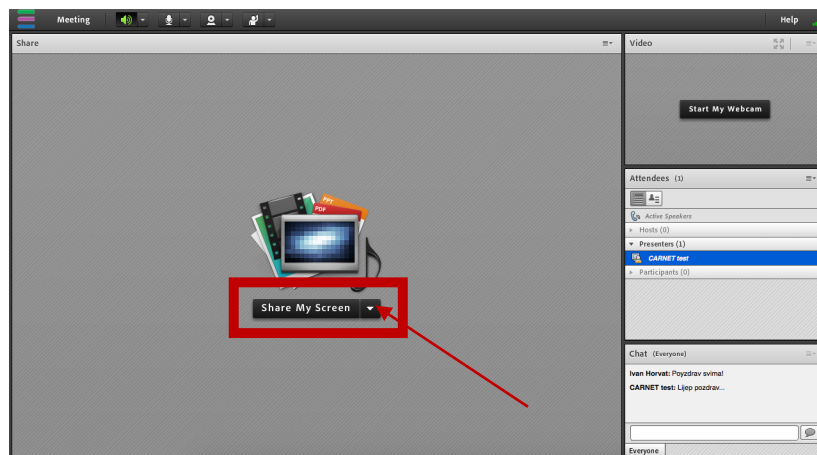 Meeting
Help
Share
Video
PPT
PDF
Share My Screen
Start My Webcam
Attendees (1)
Active Speakers
Hosts (0)
Presenters (1)
CARNET test
Participants (0)
Chat (Everyone)
Ivan Horvat: Poyzdrav svima!
CARNET test: Lijep pozdrav...
Everyone